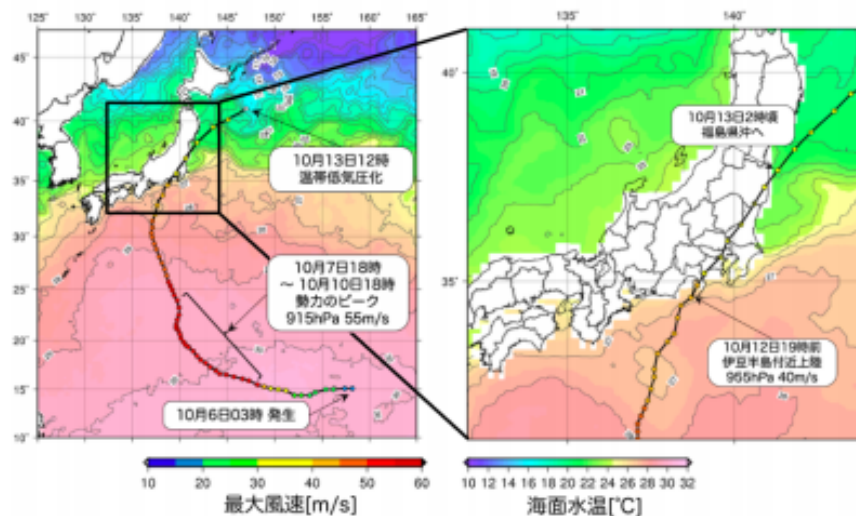 125° 130° 135° 140° 145° 150° 155° 160° 165°
135° 140°
40°
35°
30°
25°
20°
15°
10°
40°
35°
10月13日12時
温帯低気圧化
10月7日18時
～ 10月10日18時
勢力のピーク
915hPa 55m/s
10月6日03時 発生
10月13日2時頃
福島県沖へ
10月12日19時前
伊豆半島付近上陸
955hPa 40m/s
10 20 30 40 50 60
最大風速[m/s]
10 12 14 16 18 20 22 24 26 28 30 32
海面水温[℃]